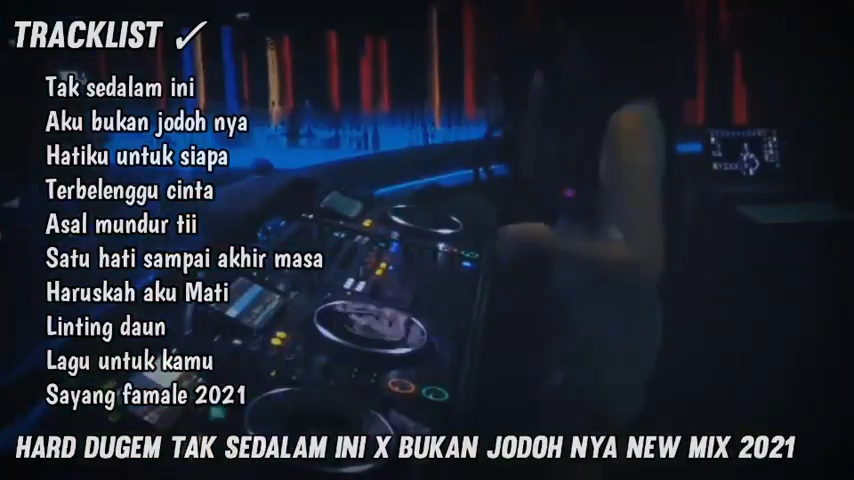 TRACKLIST ✓
Tak sedalam ini
Aku bukan jodoh nya
Hatiku untuk siapa
Terbelenggu cinta
Asal mundur tii
Satu hati sampai akhir masa
Haruskah aku Mati
Linting daun
Lagu untuk kamu
Sayang famale 2021
HARD DUGEM TAK SEDALAM INI X BUKAN JODOH NYA NEW MIX 2021